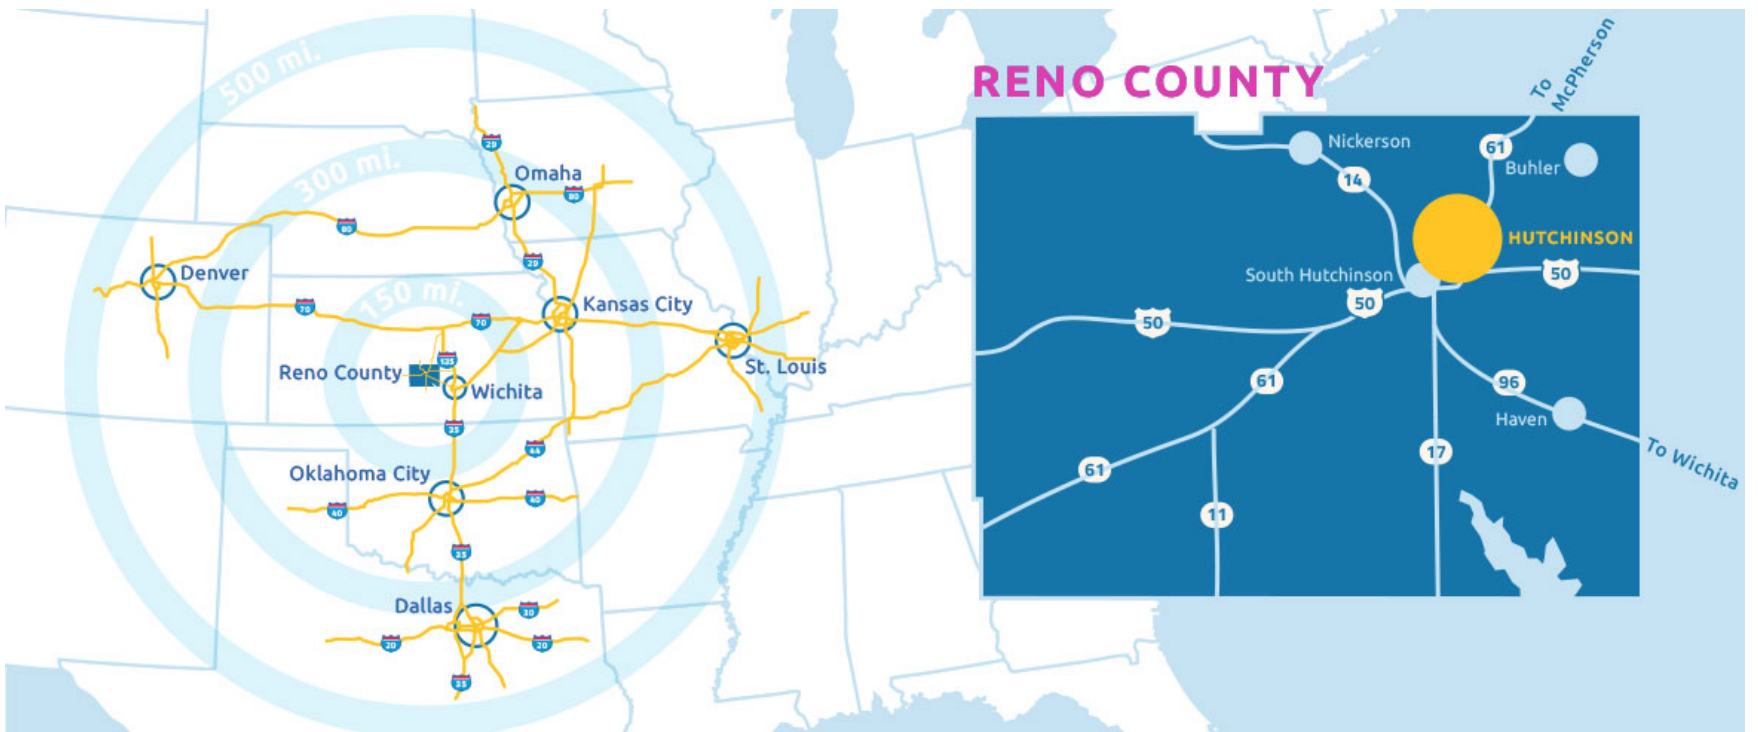 500 mi.
300 mi.
150 mi.
29
Omaha
80
80
29
Denver
70
70
Kansas City
135
Reno County
Wichita
St. Louis
35
44
Oklahoma City
40
40
35
Dallas
30
20
20
35
RENO COUNTY
To
McPherson
61
Nickerson
Buhler
14
HUTCHINSON
South Hutchinson
50
50
50
61
96
Haven
To Wichita
17
61
11